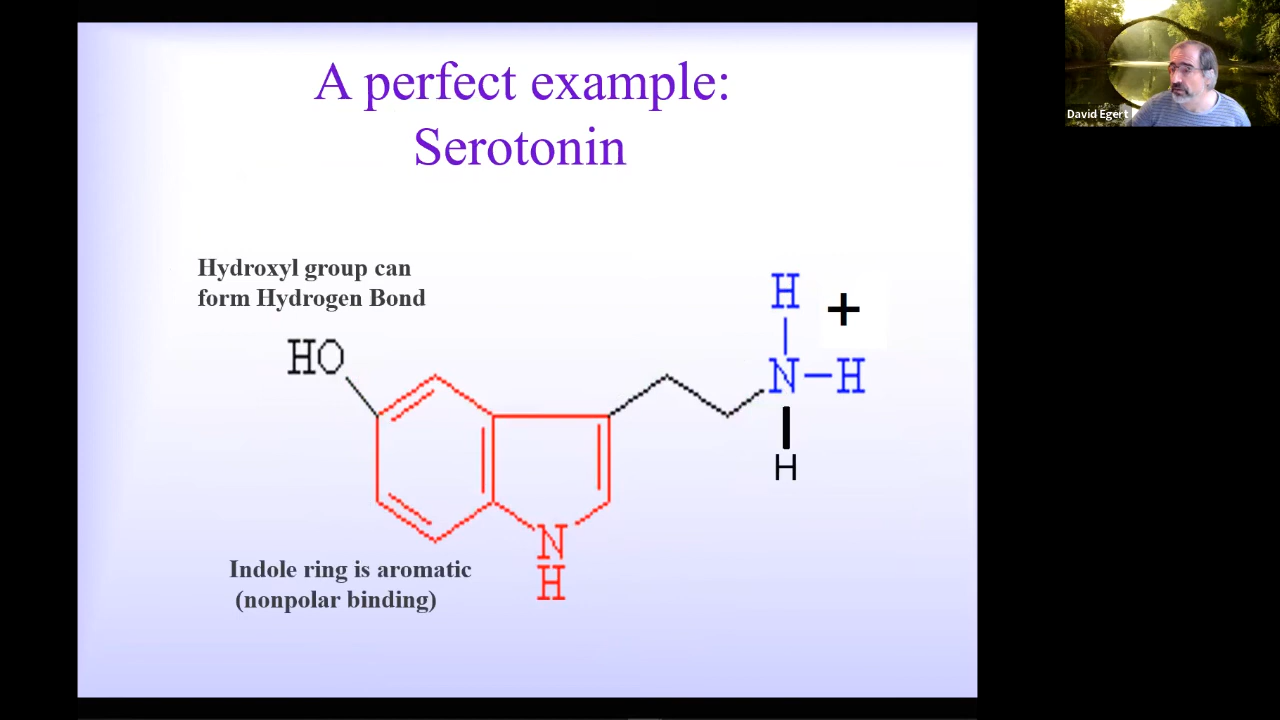 A perfect example:
Serotonin
Hydroxyl group can
form Hydrogen Bond
HO
H
+
N
H
H
N
H
Indole ring is aromatic
(nonpolar binding)
David Egert